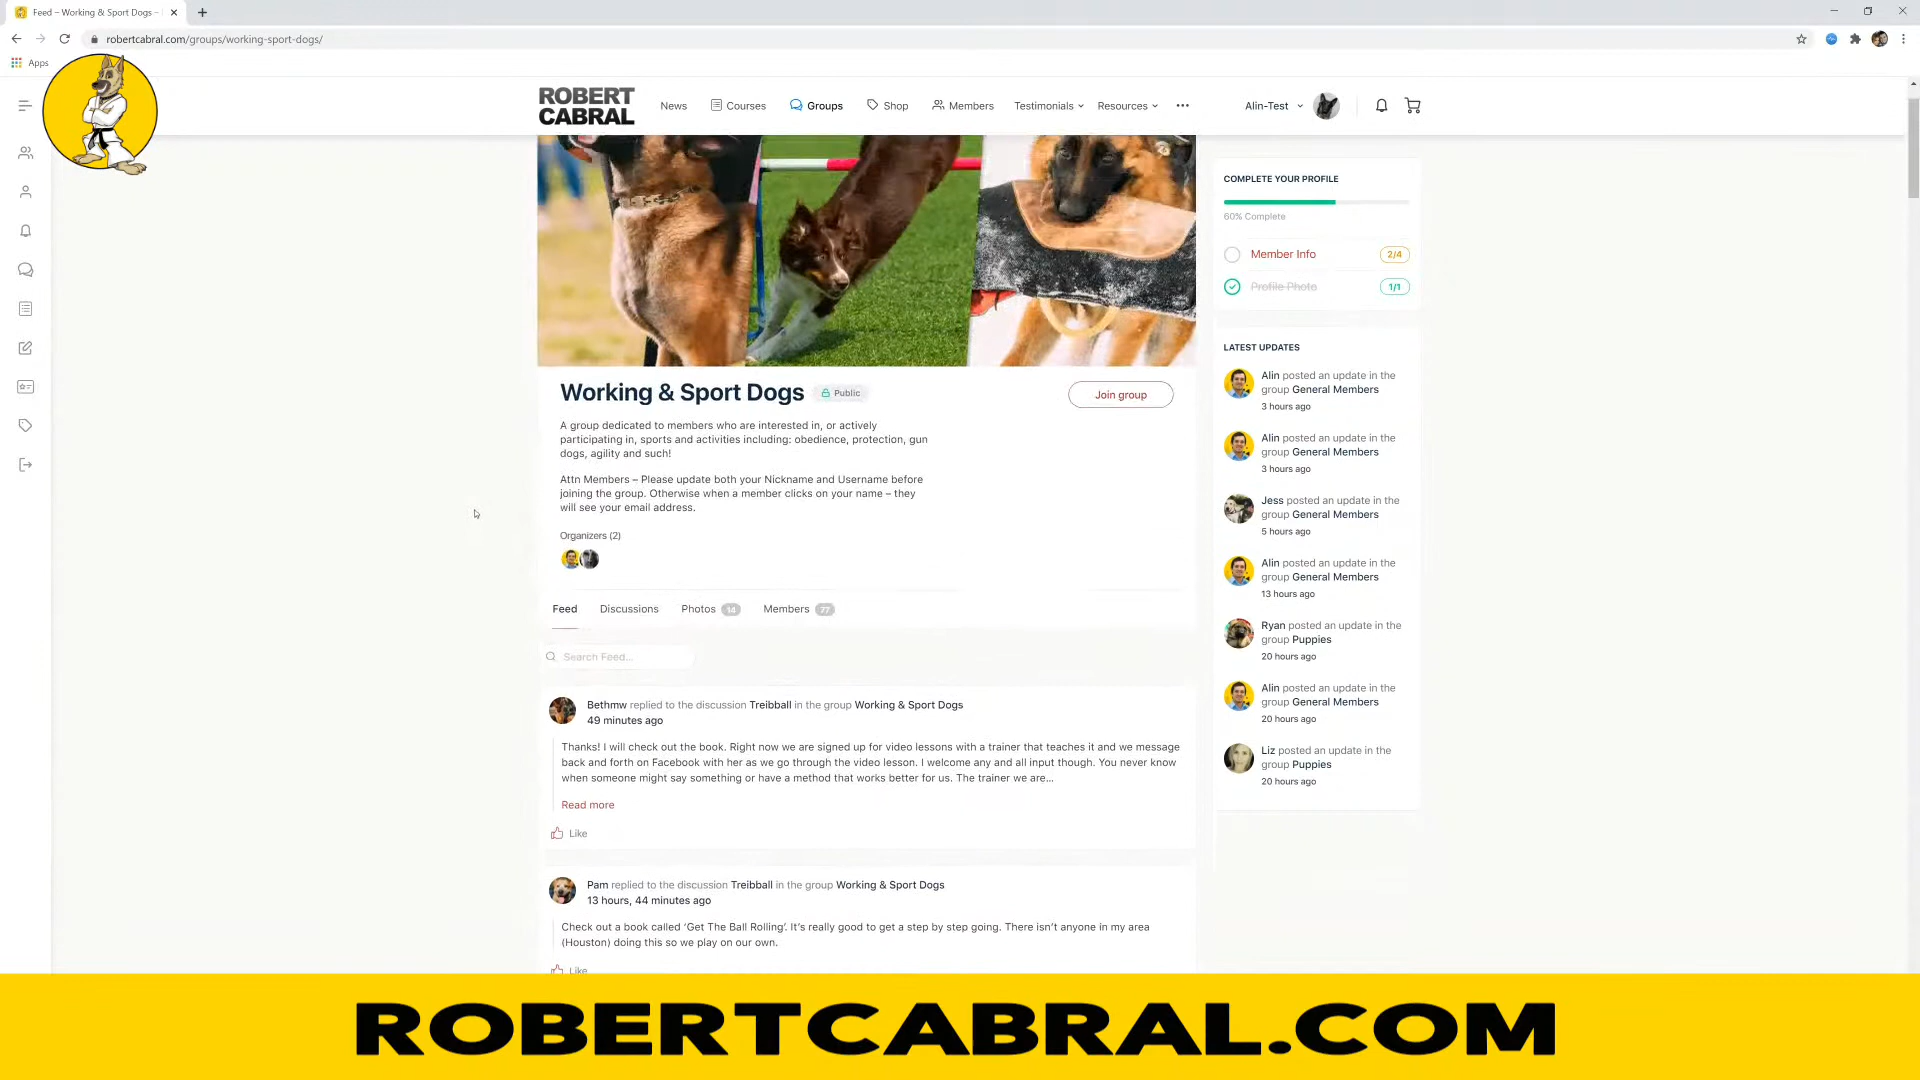 Feed – Working & Sport Dogs –
robertcabral.com/groups/working-sport-dogs/
Apps
ROBERT
CABRAL
News
Courses
Groups
Shop
Members
Testimonials
Resources
Alin-Test
COMPLETE YOUR PROFILE
60% Complete
Member Info
2/4
Profile Photo
1/1
Working & Sport Dogs
Public
Join group
A group dedicated to members who are interested in, or actively
participating in, sports and activities including: obedience, protection, gun
dogs, agility and such!
Attn Members – Please update both your Nickname and Username before
joining the group. Otherwise when a member clicks on your name – they
will see your email address.
Organizers (2)
LATEST UPDATES
Alin posted an update in the
group General Members
3 hours ago
Alin posted an update in the
group General Members
3 hours ago
Jess posted an update in the
group General Members
5 hours ago
Alin posted an update in the
group General Members
13 hours ago
Ryan posted an update in the
group Puppies
20 hours ago
Alin posted an update in the
group General Members
20 hours ago
Liz posted an update in the
group Puppies
20 hours ago
Feed
Discussions
Photos 14
Members 77
Search Feed...
Bethmw replied to the discussion Treibball in the group Working & Sport Dogs
49 minutes ago
Thanks! I will check out the book. Right now we are signed up for video lessons with a trainer that teaches it and we message
back and forth on Facebook with her as we go through the video lesson. I welcome any and all input though. You never know
when someone might say something or have a method that works better for us. The trainer we are...
Read more
Like
Pam replied to the discussion Treibball in the group Working & Sport Dogs
13 hours, 44 minutes ago
Check out a book called ‘Get The Ball Rolling’. It’s really good to get a step by step going. There isn’t anyone in my area
(Houston) doing this so we play on our own.
Like
ROBERTCABRAL.COM